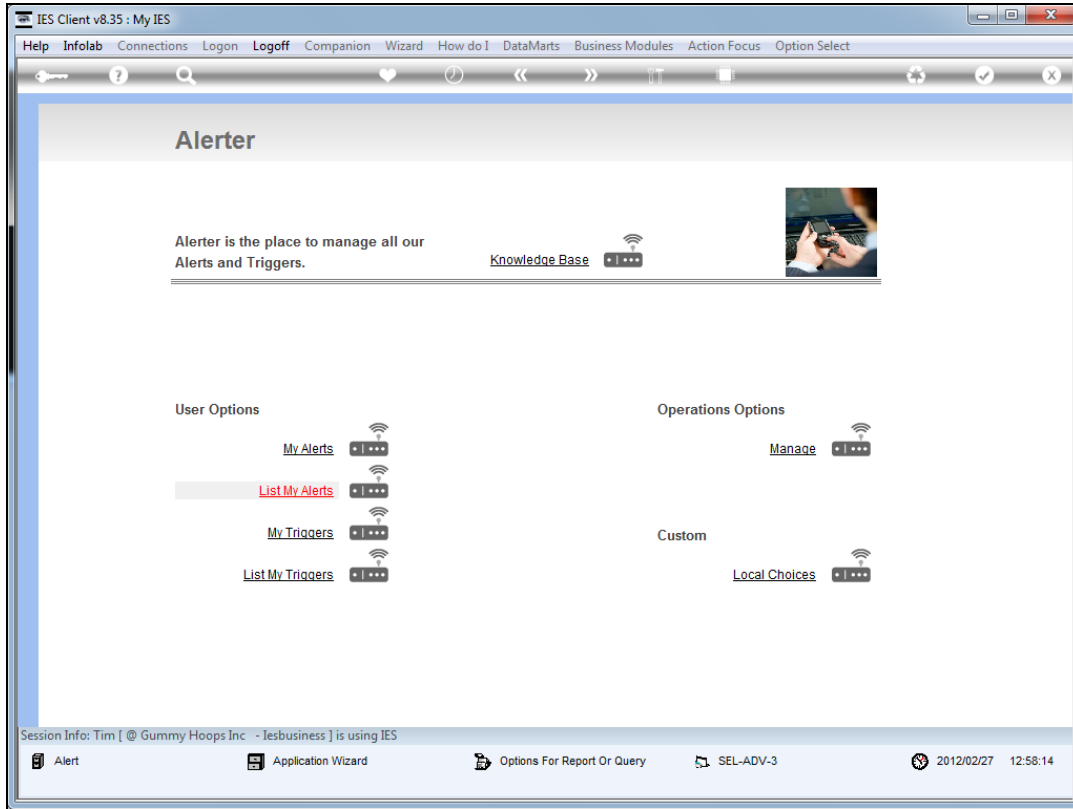 IES Client v8.35 : My IES
Help Infolab Connections Logon Logoff Companion Wizard How do I DataMarts Business Modules Action Focus Option Select
Alerter
Alerter is the place to manage all our
Alerts and Triggers.
Knowledge Base
User Options
Operations Options
My Alerts
Manage
List My Alerts
My Triggers
Custom
List My Triggers
Local Choices
Session Info: Tim [ @ Gummy Hoops Inc - Iesbusiness ] is using IES
Alert Application Wizard Options For Report Or Query SEL-ADV-3 2012/02/27 12:58:14